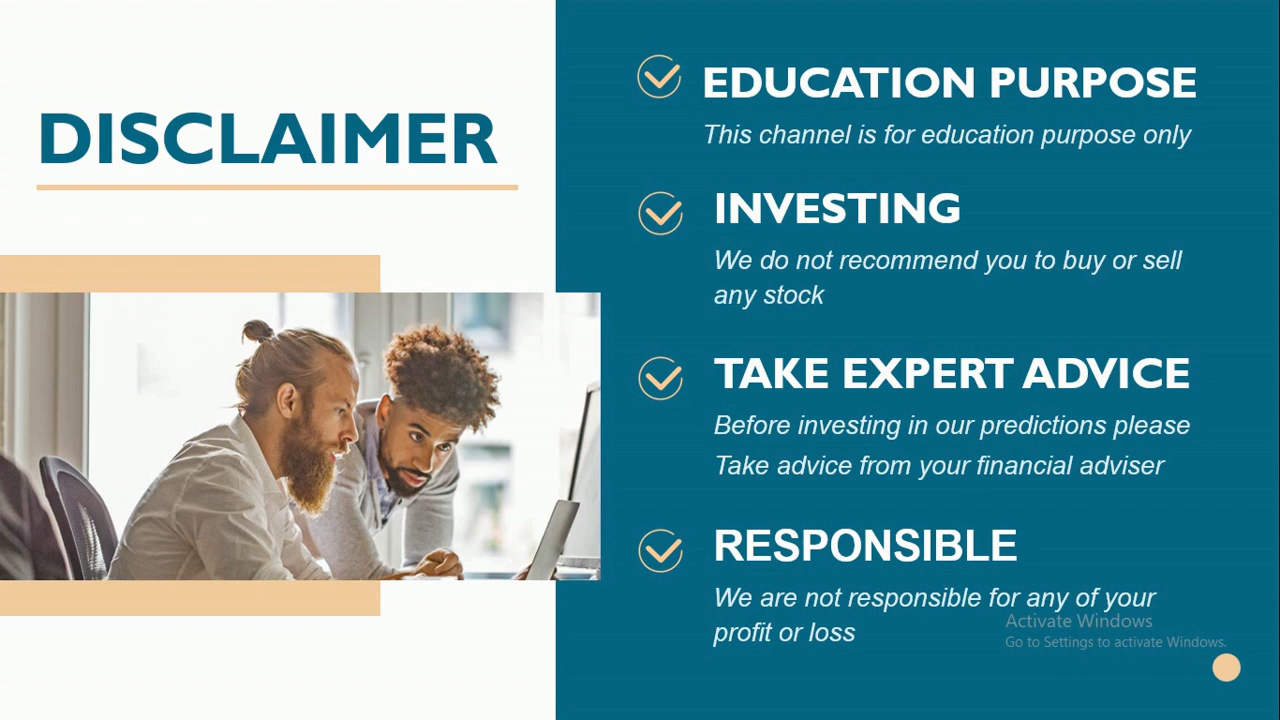 DISCLAIMER
EDUCATION PURPOSE
This channel is for education purpose only
INVESTING
We do not recommend you to buy or sell
any stock
TAKE EXPERT ADVICE
Before investing in our predictions please
Take advice from your financial adviser
RESPONSIBLE
We are not responsible for any of your
profit or loss
Activate Windows
Go to Settings to activate Windows.